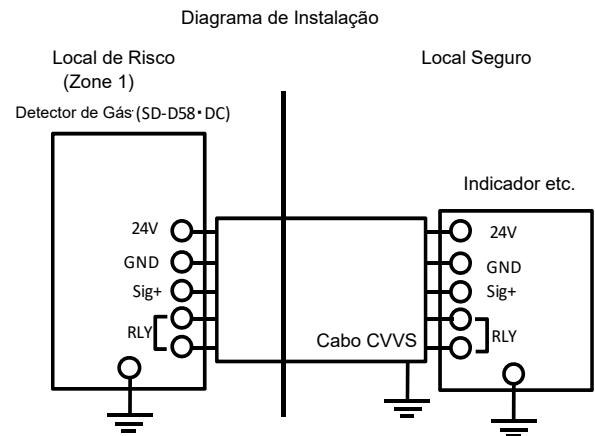 Diagrama de Instalação
Local de Risco
(Zone 1)
Local Seguro
Detector de Gás (SD-D58・DC)
Indicador etc.
24V
GND
Sig+
RLY
Cabo CVVS
24V
GND
Sig+
RLY